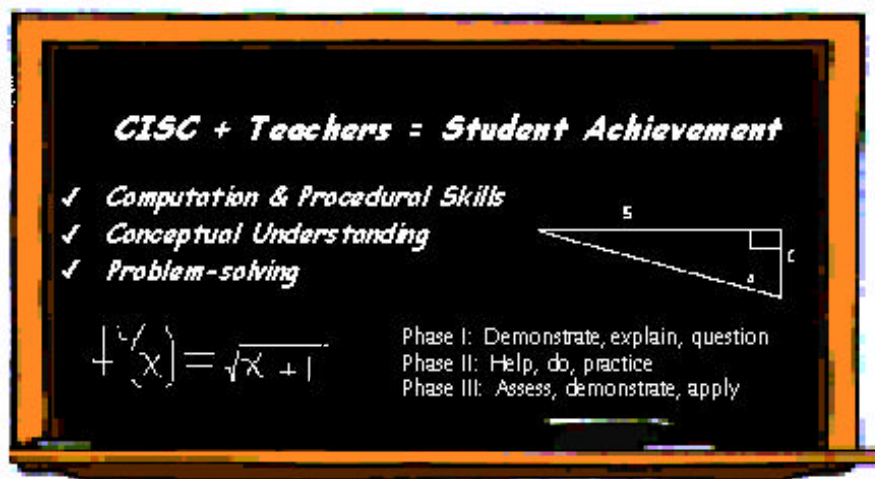 CISC + Teachers = Student Achievement
✓ Computation & Procedural Skills
✓ Conceptual Understanding
✓ Problem-solving
Phase I: Demonstrate, explain, question
Phase II: Help, do, practice
Phase III: Assess, demonstrate, apply
(x) = √x + 1